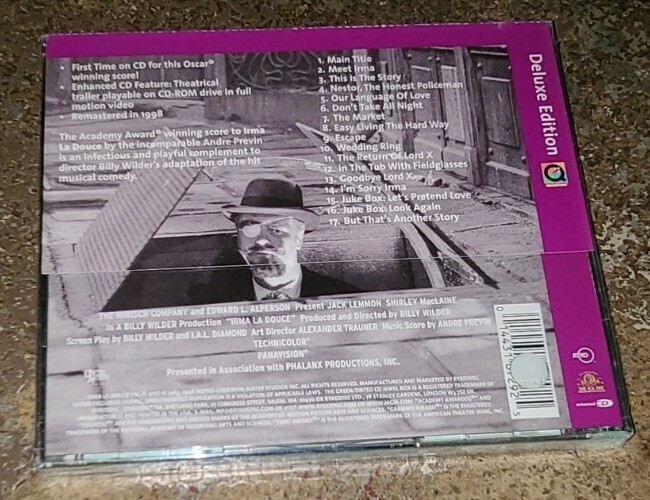 • First Time on CD for this Oscar®
winning score!
• Enhanced CD Feature: Theatrical
trailer playable on CD-ROM drive in full
motion video
• Remastered in 1998
The Academy Award® winning score to Irma
La Douce by the incomparable Andre Previn
is an infectious and playful complement to
director Billy Wilder's adaptation of the hit
musical comedy.
1. Main Title
2. Meet Irma
3. This Is The Story
4. Nestor, The Honest Policeman
5. Our Language Of Love
6. Don't Take All Night
7. The Market
8. Easy Living The Hard Way
9. Escape
10. Wedding Ring
11. The Return Of Lord X
12. In The Tub With Fieldglasses
13. Goodbye Lord X
14. I'm Sorry Irma
15. Juke Box: Let's Pretend Love
16. Juke Box: Look Again
17. But That's Another Story
Deluxe Edition
THE MIRISCH COMPANY and EDWARD L. ALPERSON Present JACK LEMMON SHIRLEY MacLAINE
in A BILLY WILDER Production "IRMA LA DOUCE" Produced and Directed by BILLY WILDER
Screen Play by BILLY WILDER and I.A.L. DIAMOND Art Director ALEXANDER TRAUNER Music Score by ANDRE PREVIN
TECHNICOLOR®
PANAVISION®
Presented in Association with PHALANX PRODUCTIONS, INC.
RYKO
enhanced CD